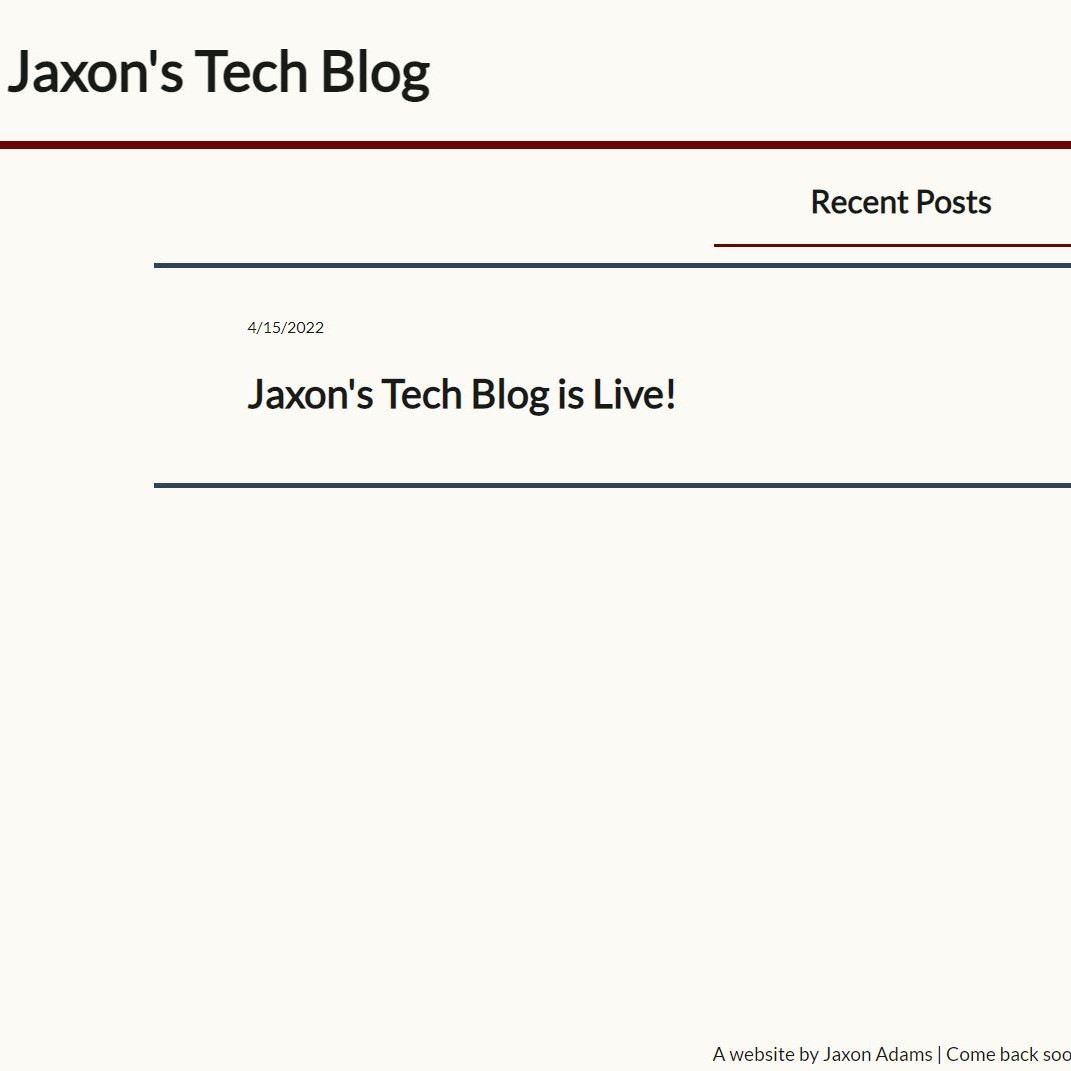 Jaxon's Tech Blog
Recent Posts
4/15/2022
Jaxon's Tech Blog is Live!
A website by Jaxon Adams | Come back soo